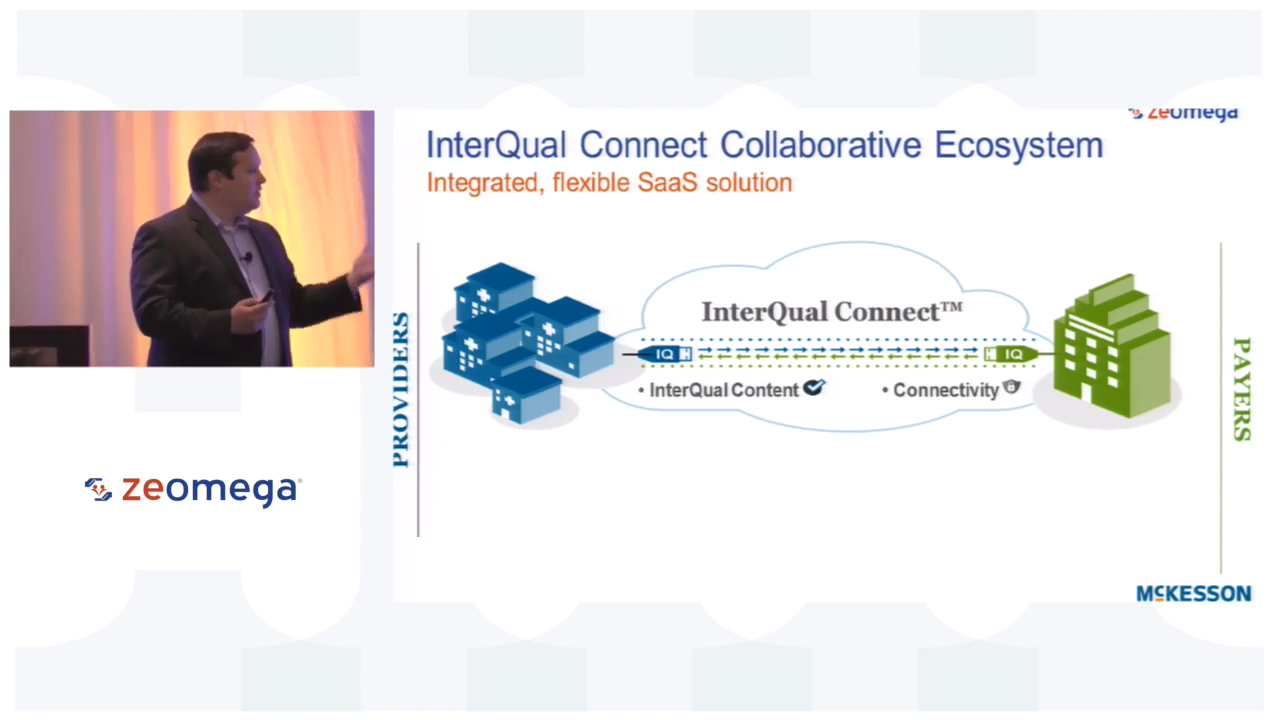 zeomega
InterQual Connect Collaborative Ecosystem
Integrated, flexible SaaS solution
InterQual Connect™
IQ
IQ
• InterQual Content
• Connectivity
PROVIDERS
PAYERS
zeomega
MCKESSON